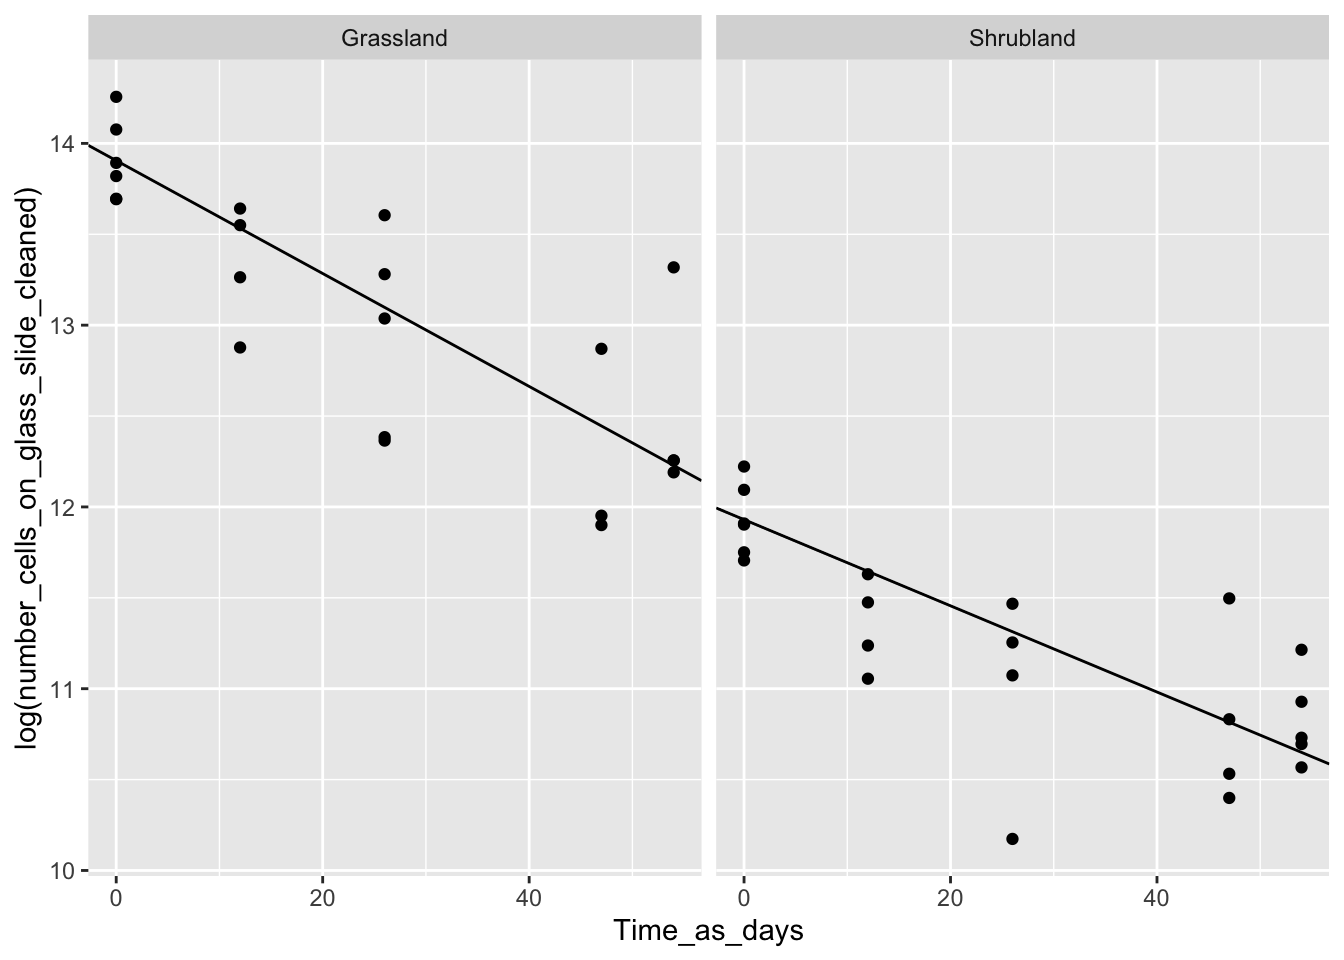 Grassland
Shrubland
log(number_cells_on_glass_slide_cleaned)
14
13
12
11
10
0
20
40
0
20
40
Time_as_days